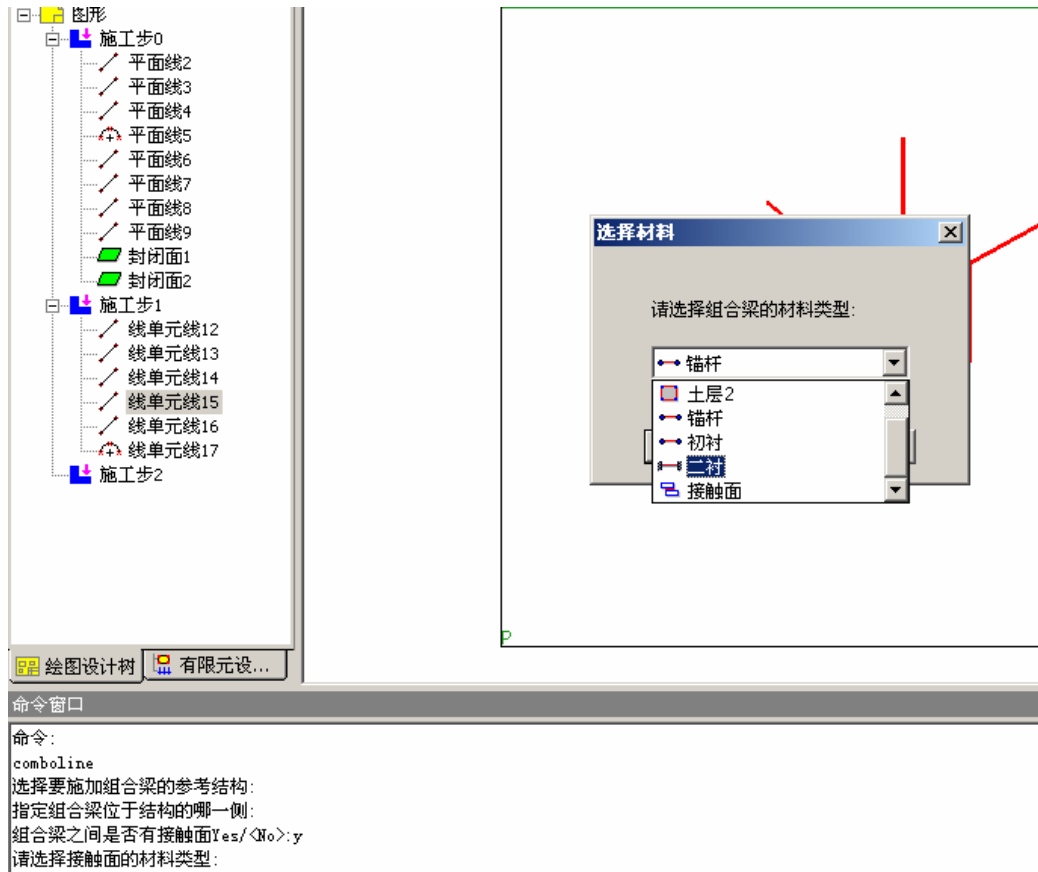 图形
施工步0
平面线2
平面线3
平面线4
平面线5
平面线6
平面线7
平面线8
平面线9
封闭面1
封闭面2
施工步1
线单元线12
线单元线13
线单元线14
线单元线15
线单元线16
线单元线17
施工步2
绘图设计树
有限元设...
选择材料
请选择组合梁的材料类型:
锚杆
土层2
锚杆
初衬
二衬
接触面
P
命令窗口
命令:
comboline
选择要施加组合梁的参考结构:
指定组合梁位于结构的哪一侧:
组合梁之间是否有接触面Yes/<No>:y
请选择接触面的材料类型: